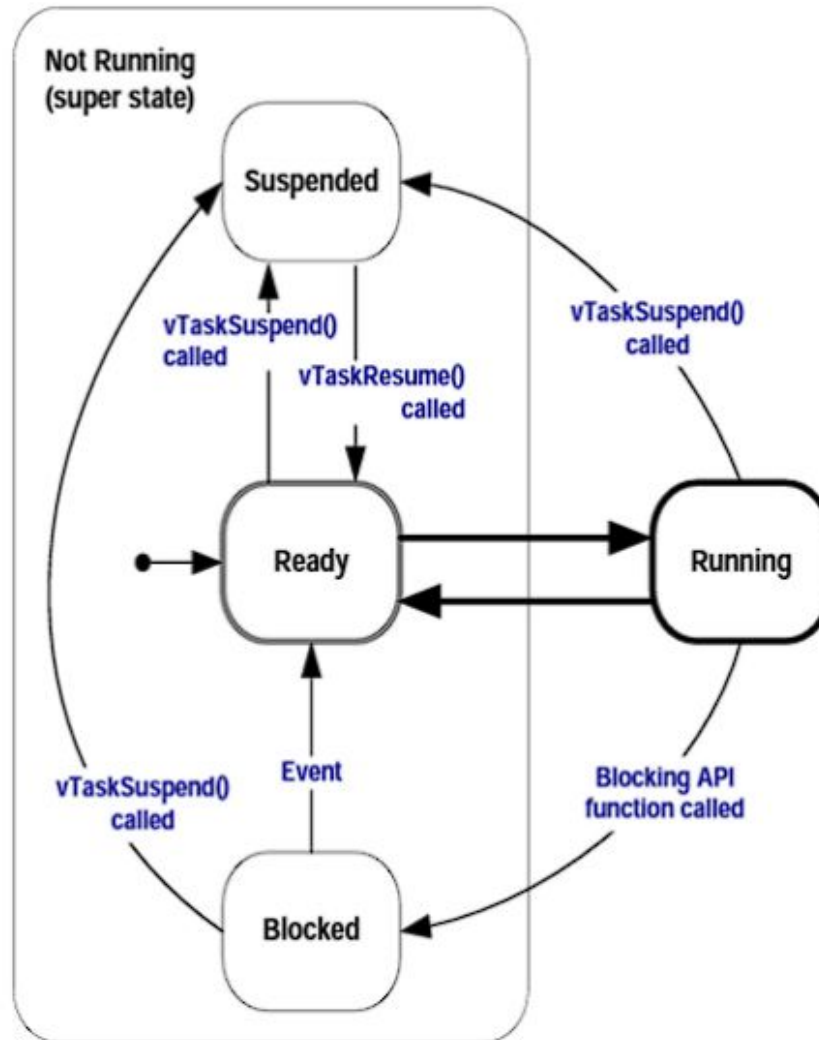 Not Running
(super state)
Suspended
vTaskSuspend()
called
vTaskResume()
called
vTaskSuspend()
called
Ready
Running
Event
vTaskSuspend()
called
Blocking API
function called
Blocked